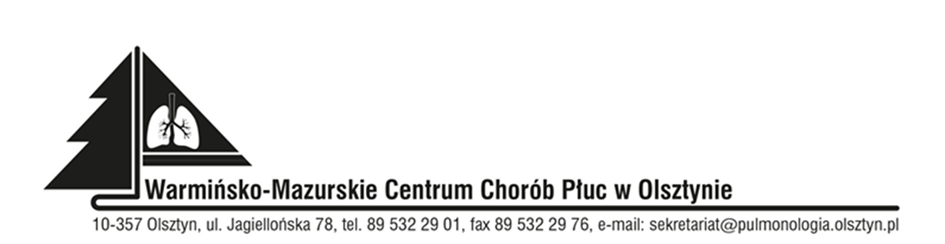 Warmińsko-Mazurskie Centrum Chorób Płuc w Olsztynie
10-357 Olsztyn, ul. Jagiellońska 78, tel. 89 532 29 01, fax 89 532 29 76, e-mail: sekretariat@pulmonologia.olsztyn.pl